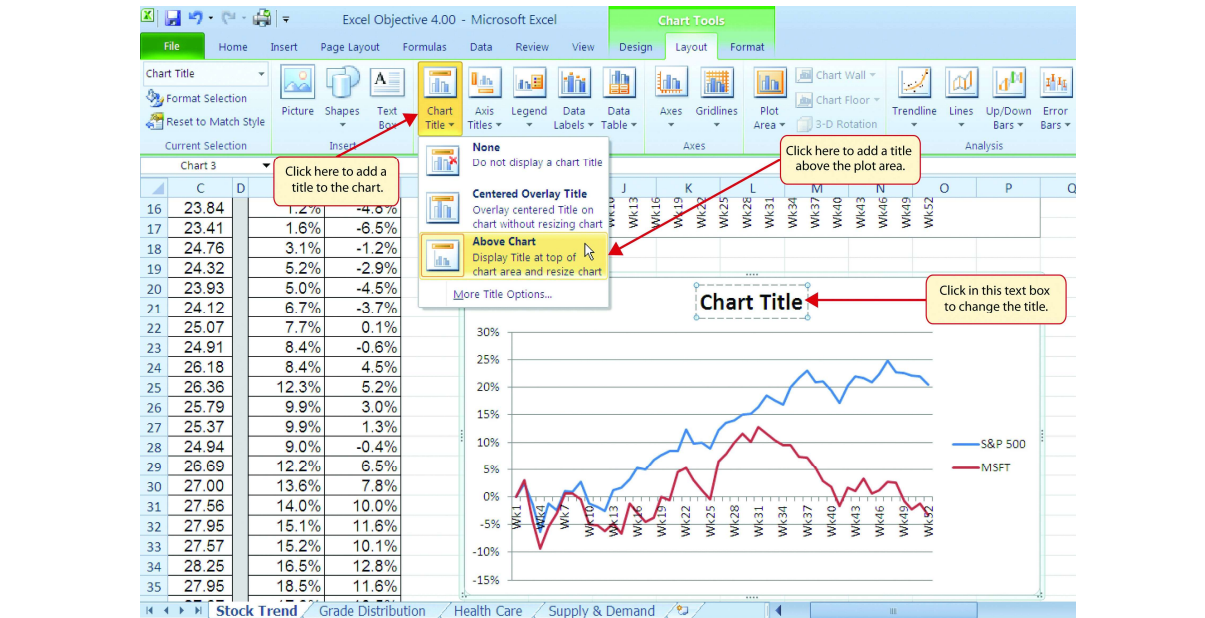 Excel Objective 4.00 - Microsoft Excel
Chart Tools
File Home Insert Page Layout Formulas Data Review View Design Layout Format
Chart Title
Format Selection
Reset to Match Style
Current Selection
Picture
Shapes
Text
Box
Insert
Chart
Title
Axis
Titles
Legend
Data
Labels
Data
Table
Axes
Gridlines
Axes
Plot
Area
Chart Wall
Chart Floor
3-D Rotation
Trendline
Lines
Up/Down
Bars
Error
Bars
Analysis
Chart 3
Click here to add a
title to the chart.
None
Do not display a chart Title
Centered Overlay Title
Overlay centered Title on
chart without resizing chart
Above Chart
Display Title at top of
chart area and resize chart
More Title Options...
Click here to add a title
above the plot area.
Click in this text box
to change the title.
C D J K L M N O P Q
16 23.84 1.2% -4.8%
17 23.41 1.6% -6.5%
18 24.76 3.1% -1.2%
19 24.32 5.2% -2.9%
20 23.93 5.0% -4.5%
21 24.12 6.7% -3.7%
22 25.07 7.7% 0.1%
23 24.91 8.4% -0.6%
24 26.18 8.4% 4.5%
25 26.36 12.3% 5.2%
26 25.79 9.9% 3.0%
27 25.37 9.9% 1.3%
28 24.94 9.0% -0.4%
29 26.69 12.2% 6.5%
30 27.00 13.6% 7.8%
31 27.56 14.0% 10.0%
32 27.95 15.1% 11.6%
33 27.57 15.2% 10.1%
34 28.25 16.5% 12.8%
35 27.95 18.5% 11.6%
Wk13 Wk16 Wk19 Wk22 Wk25 Wk28 Wk31 Wk34 Wk37 Wk40 Wk43 Wk46 Wk49 Wk52
Chart Title
30%
25%
20%
15%
10%
5%
0%
-5%
-10%
-15%
Wk1 Wk4 Wk7 Wk10 Wk13 Wk16 Wk19 Wk22 Wk25 Wk28 Wk31 Wk34 Wk37 Wk40 Wk43 Wk46 Wk49 Wk52
S&P 500
MSFT
Stock Trend Grade Distribution Health Care Supply & Demand